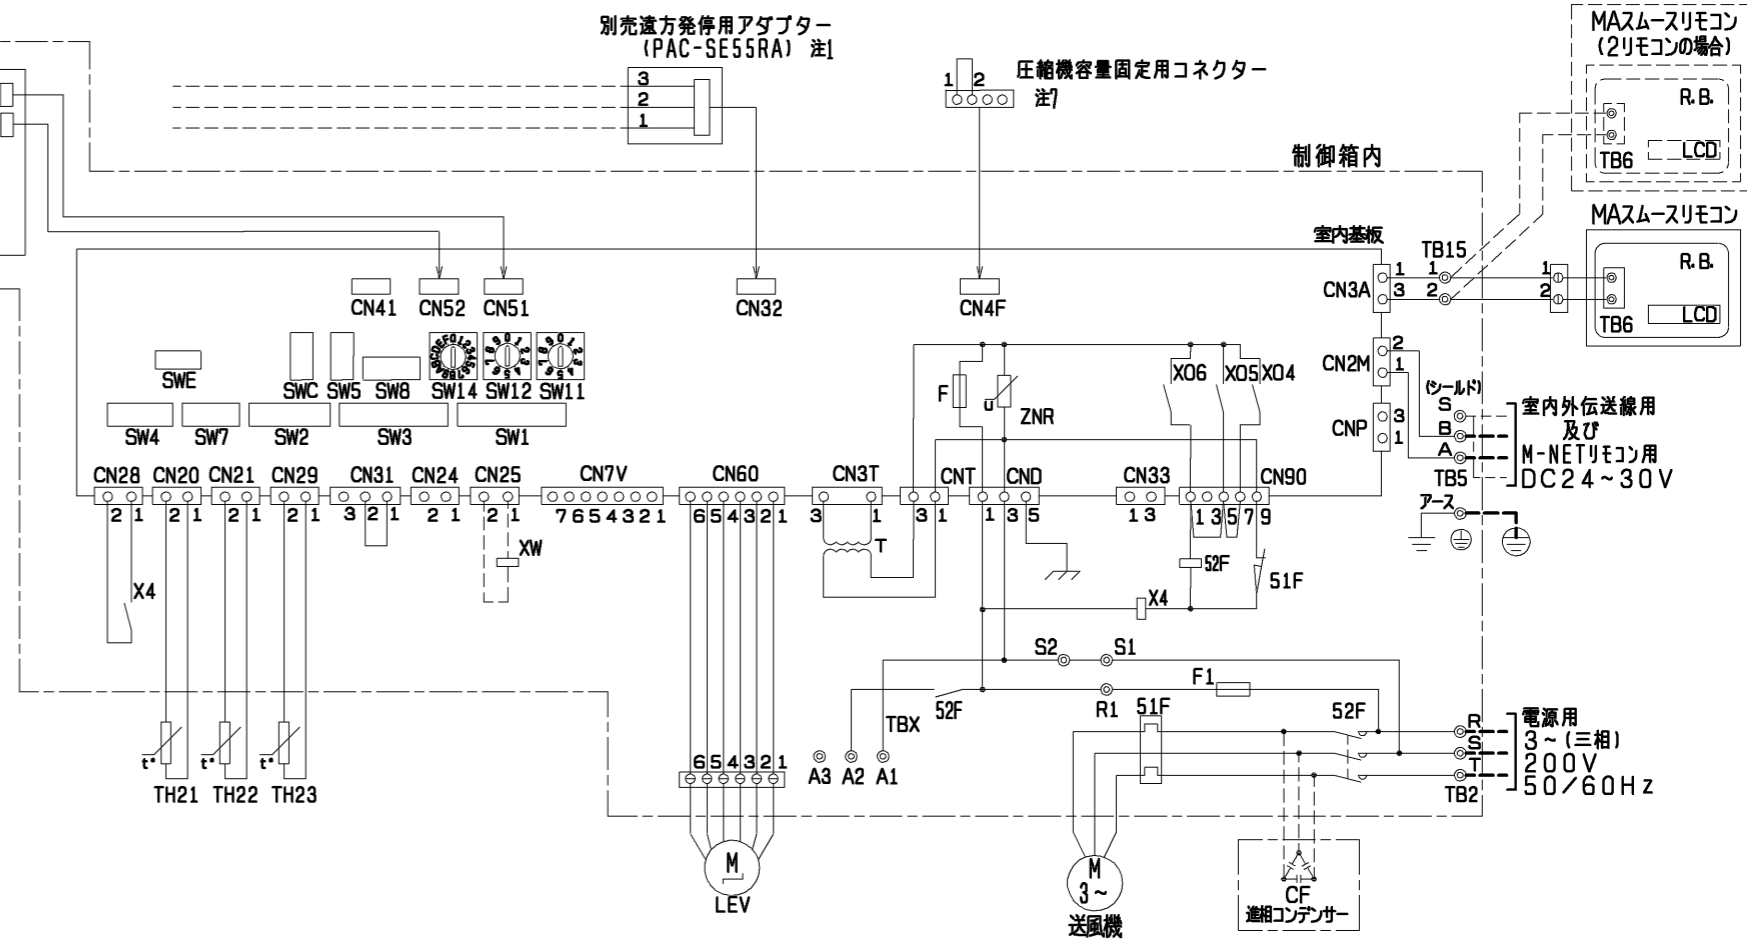 別売遠方発停用アダプター
(PAC-SE55RA) 注1
3
2
1
1 2
圧縮機容量固定用コネクター
注7
MAスムースリモコン
(2リモコンの場合)
R.B.
TB6
LCD
制御箱内
MAスムースリモコン
R.B.
TB6
LCD
室内基板
TB15
CN3A
1 1 1
3 2 2
CN41
CN52
CN51
CN32
CN4F
SWE
SWC
SW5
SW8
SW14
SW12
SW11
SW4
SW7
SW2
SW3
SW1
F
u
ZNR
X06
X05
X04
CN2M
2
1
CNP
3
1
(シールド)
S
B
A
TB5
室内外伝送線用
及び
M-NETリモコン用
DC24~30V
アース
CN28
CN20
CN21
CN29
CN31
CN24
CN25
CN7V
CN60
CN3T
CNT
CND
CN33
CN90
2 1
2 1
2 1
2 1
3 2 1
2 1
2 1
7 6 5 4 3 2 1
6 5 4 3 2 1
3 1
3 1
1 3 5
1 3
1 3 5 7 9
XW
T
52F
51F
X4
X4
S2
S1
F1
R1
52F
TBX
A3
A2
A1
51F
52F
R
S
T
TB2
電源用
3~(三相)
200V
50/60Hz
t°
t°
t°
TH21
TH22
TH23
6 5 4 3 2 1
M
LEV
M
3~
送風機
CF
進相コンデンサー